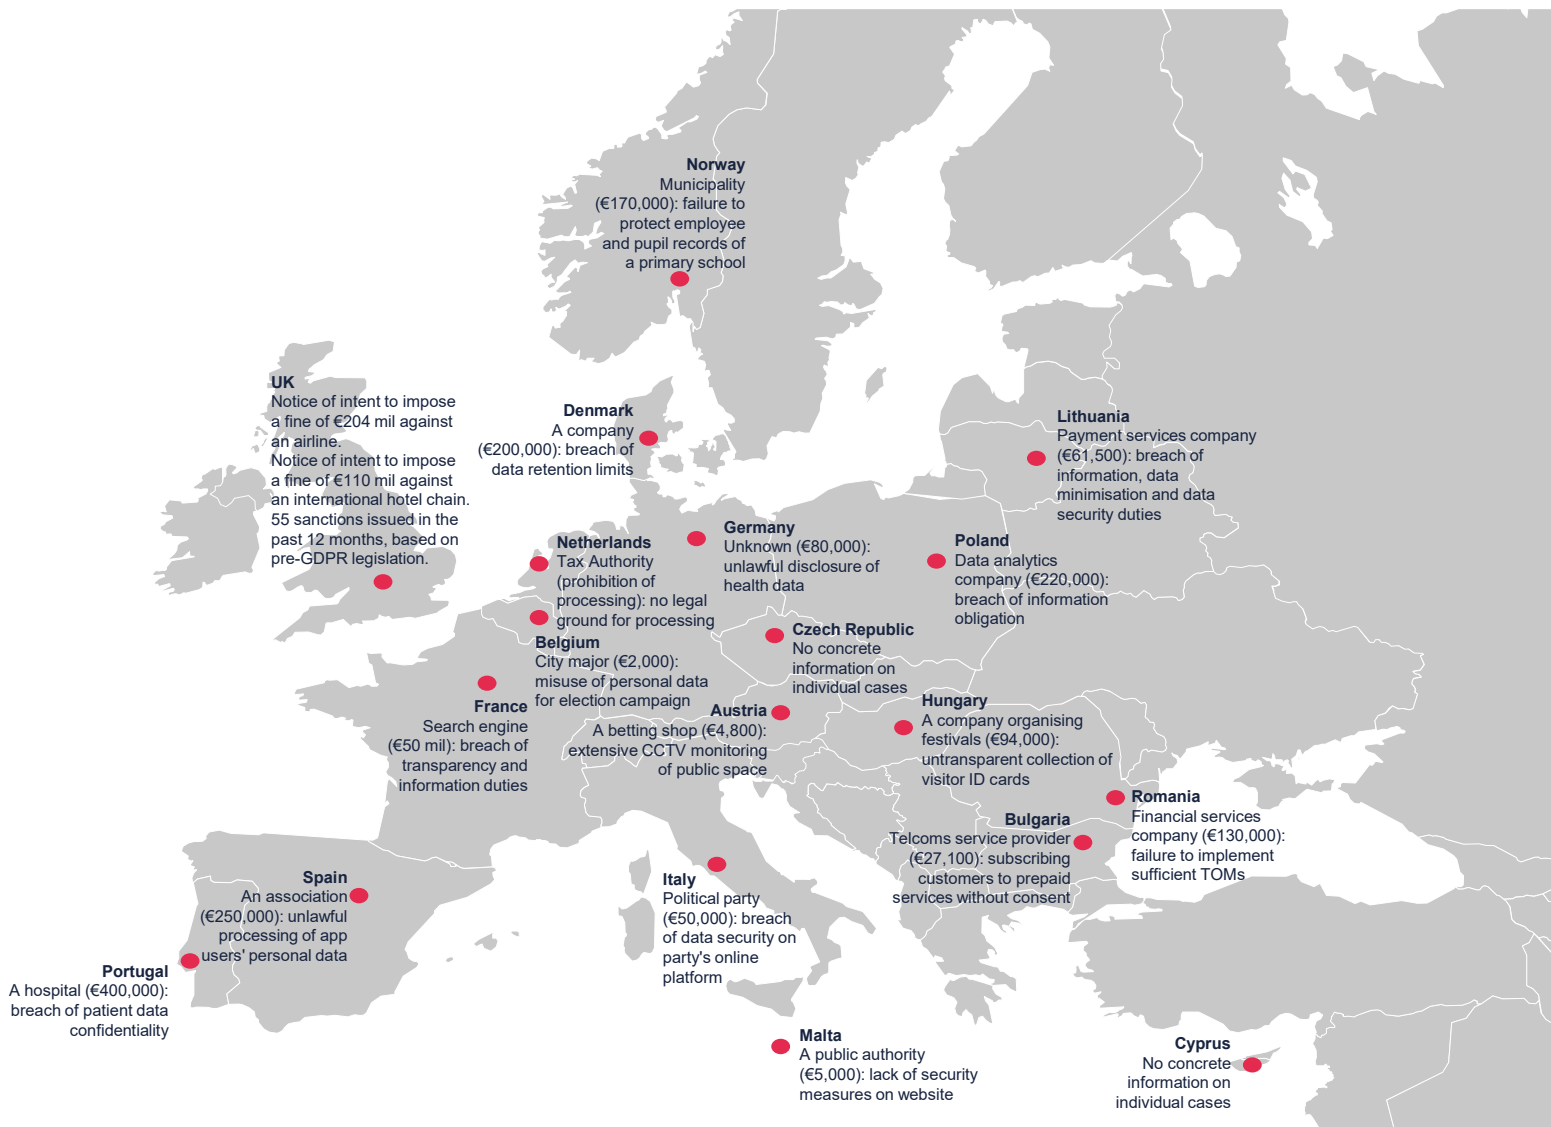 Norway
Municipality
(€170,000): failure to
protect employee
and pupil records of
a primary school
UK
Notice of intent to impose
a fine of €204 mil against
an airline.
Notice of intent to impose
a fine of €110 mil against
an international hotel chain.
55 sanctions issued in the
past 12 months, based on
pre-GDPR legislation.
Denmark
A company
(€200,000): breach of
data retention limits
Lithuania
Payment services company
(€61,500): breach of
information, data
minimisation and data
security duties
Netherlands
Tax Authority
(prohibition of
processing): no legal
ground for processing
Germany
Unknown (€80,000):
unlawful disclosure of
health data
Poland
Data analytics
company (€220,000):
breach of information
obligation
Belgium
City major (€2,000):
misuse of personal data
for election campaign
Czech Republic
No concrete
information on
individual cases
France
Search engine
(€50 mil): breach of
transparency and
information duties
Austria
A betting shop (€4,800):
extensive CCTV monitoring
of public space
Hungary
A company organising
festivals (€94,000):
untransparent collection of
visitor ID cards
Romania
Financial services
company (€130,000):
failure to implement
sufficient TOMs
Bulgaria
Telcoms service provider
(€27,100): subscribing
customers to prepaid
services without consent
Spain
An association
(€250,000): unlawful
processing of app
users' personal data
Italy
Political party
(€50,000): breach
of data security on
party's online
platform
Portugal
A hospital (€400,000):
breach of patient data
confidentiality
Malta
A public authority
(€5,000): lack of security
measures on website
Cyprus
No concrete
information on
individual cases